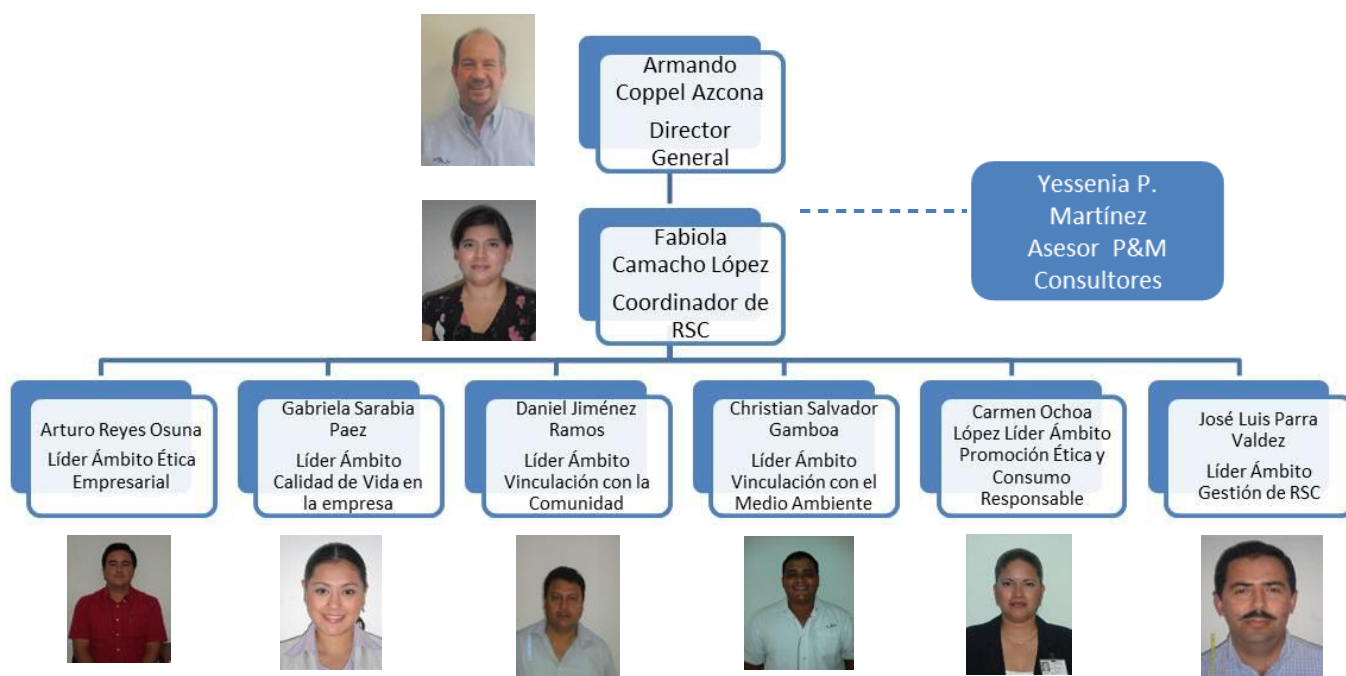 Armando
Coppel Azcona
Director
General
Yessenia P.
Martínez
Asesor P&M
Consultores
Fabiola
Camacho López
Coordinador de
RSC
Arturo Reyes Osuna
Líder Ámbito Ética
Empresarial
Gabriela Sarabia
Paez
Líder Ámbito
Calidad de Vida en
la empresa
Daniel Jiménez
Ramos
Líder Ámbito
Vinculación con la
Comunidad
Christian Salvador
Gamboa
Líder Ámbito
Vinculación con el
Medio Ambiente
Carmen Ochoa
López Líder Ámbito
Promoción Ética y
Consumo
Responsable
José Luis Parra
Valdez
Líder Ámbito
Gestión de RSC